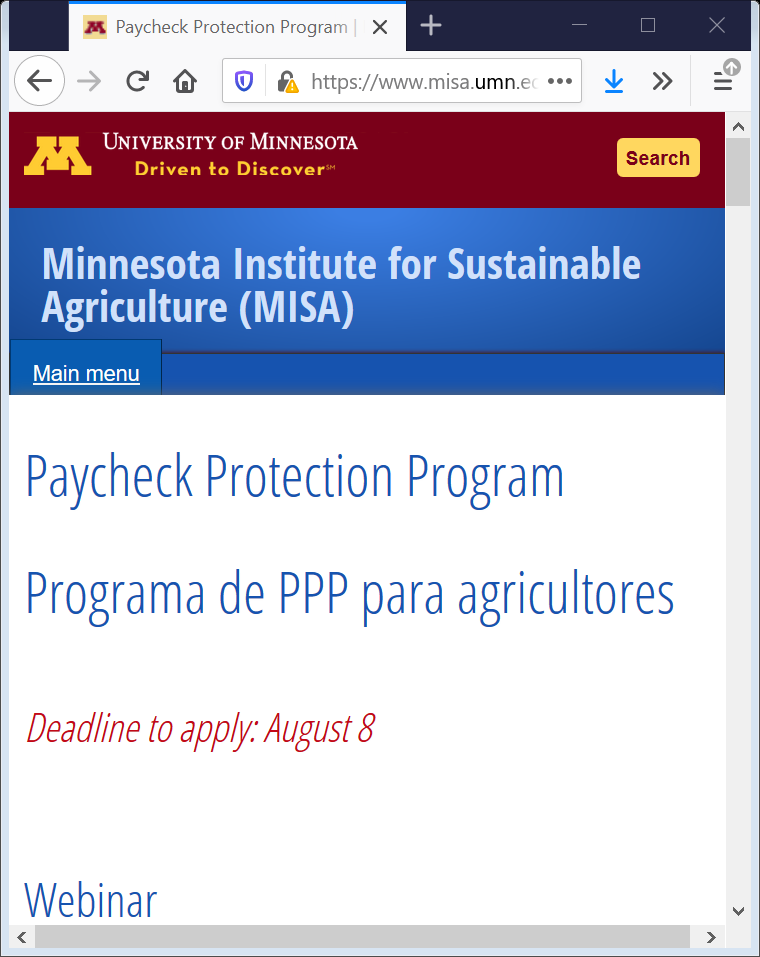 Paycheck Protection Program |
https://www.misa.umn.ed
UNIVERSITY OF MINNESOTA
Driven to Discover℠
Search
Minnesota Institute for Sustainable
Agriculture (MISA)
Main menu
Paycheck Protection Program
Programa de PPP para agricultores
Deadline to apply: August 8
Webinar